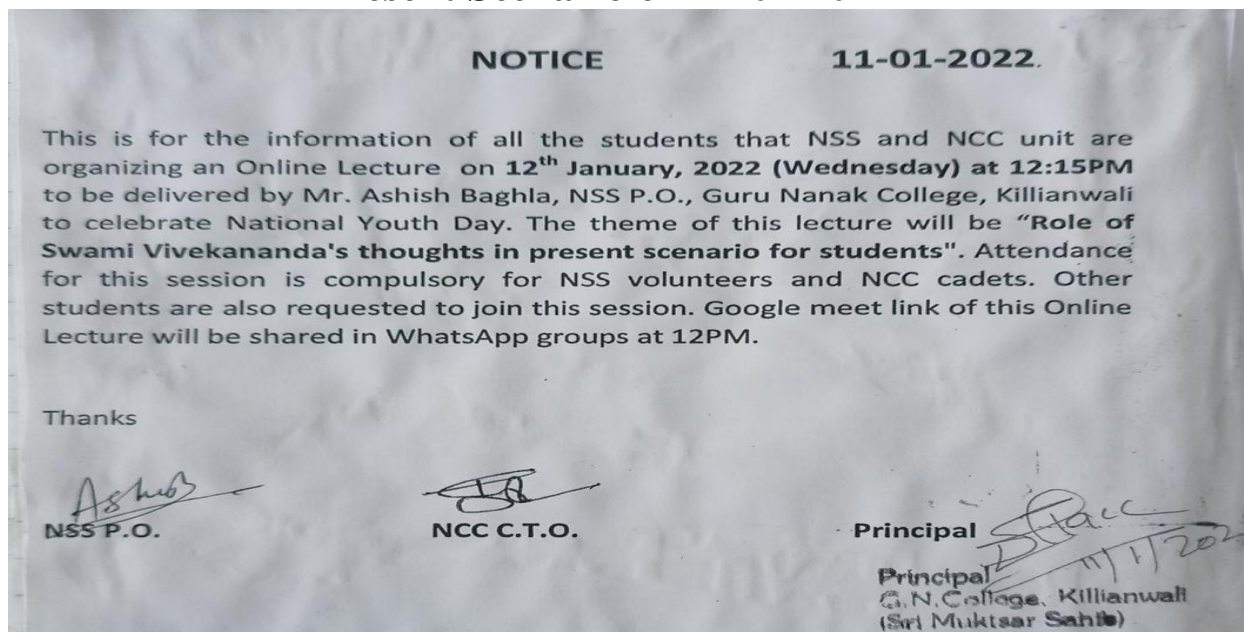 NOTICE 11-01-2022.
This is for the information of all the students that NSS and NCC unit are
organizing an Online Lecture on 12th January, 2022 (Wednesday) at 12:15PM
to be delivered by Mr. Ashish Baghla, NSS P.O., Guru Nanak College, Killianwali
to celebrate National Youth Day. The theme of this lecture will be “Role of
Swami Vivekananda's thoughts in present scenario for students". Attendance
for this session is compulsory for NSS volunteers and NCC cadets. Other
students are also requested to join this session. Google meet link of this Online
Lecture will be shared in WhatsApp groups at 12PM.
Thanks
NSS P.O. NCC C.T.O. Principal
Principal
G.N.College, Killianwali
(Sri Muktsar Sahib)